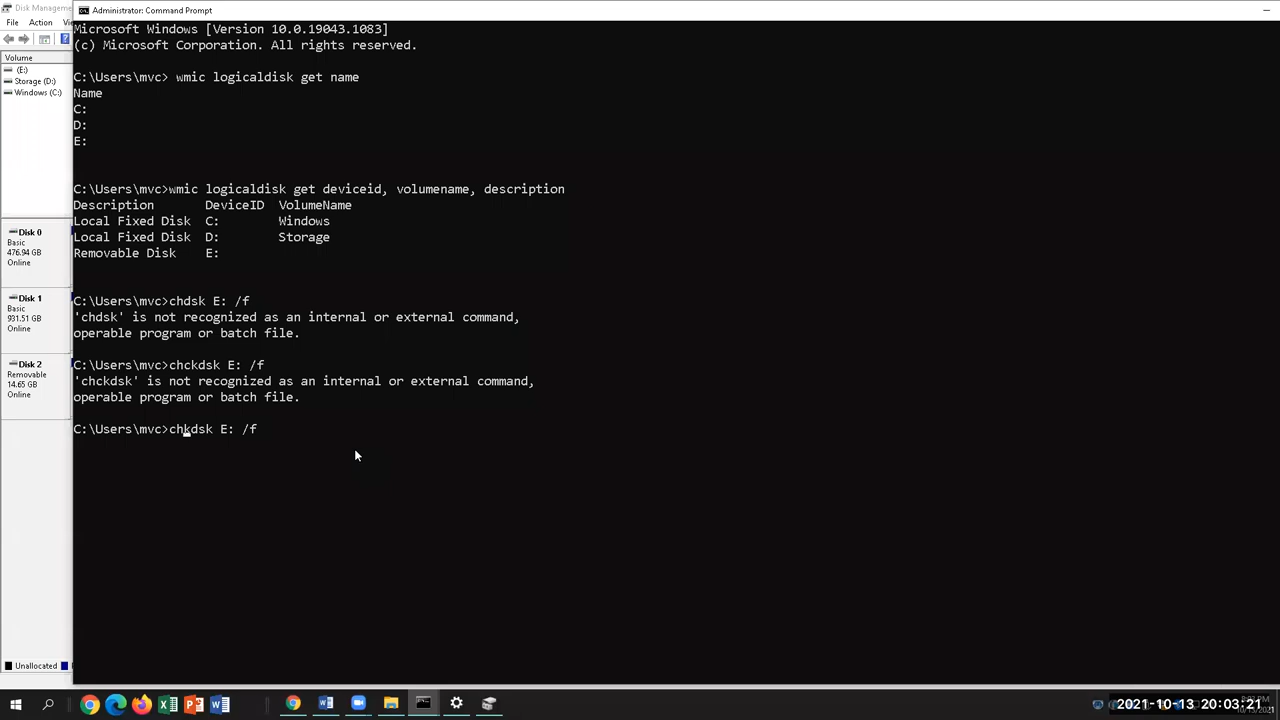 Disk Manageme
File Action Vi
Volume
(E:)
Storage (D:)
Windows (C:)
Disk 0
Basic
476.94 GB
Online
Disk 1
Basic
931.51 GB
Online
Disk 2
Removable
14.65 GB
Online
Unallocated
Administrator: Command Prompt
Microsoft Windows [Version 10.0.19043.1083]
(c) Microsoft Corporation. All rights reserved.
C:\Users\mvc> wmic logicaldisk get name
Name
C:
D:
E:
C:\Users\mvc>wmic logicaldisk get deviceid, volumename, description
Description DeviceID VolumeName
Local Fixed Disk C: Windows
Local Fixed Disk D: Storage
Removable Disk E:
C:\Users\mvc>chdsk E: /f
'chdsk' is not recognized as an internal or external command,
operable program or batch file.
C:\Users\mvc>chckdsk E: /f
'chckdsk' is not recognized as an internal or external command,
operable program or batch file.
C:\Users\mvc>chkdsk E: /f
2021-10-13 20:03:21